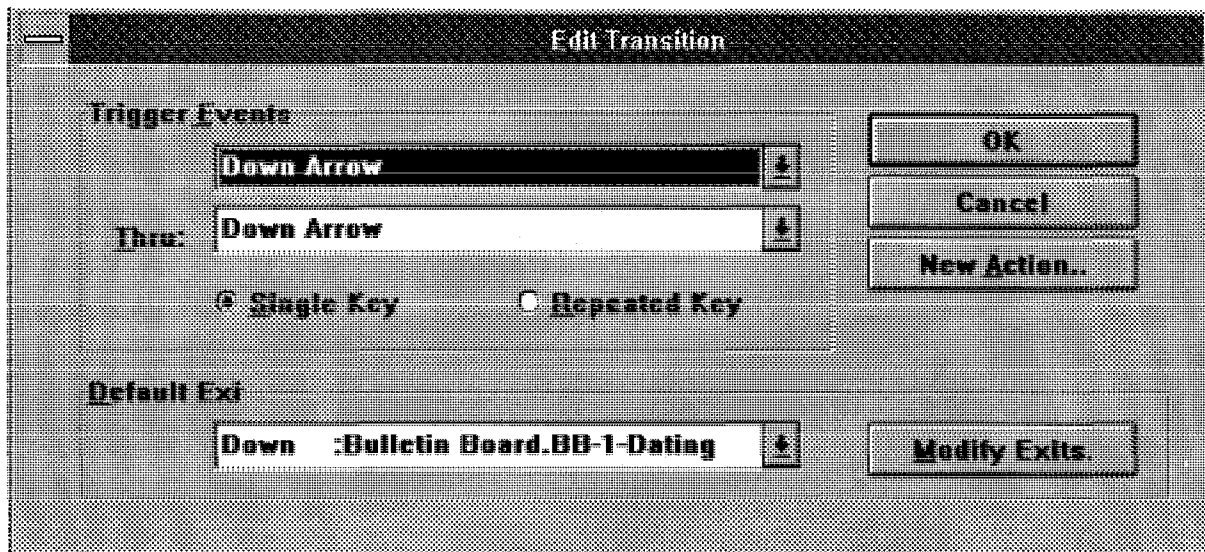 Edit Transition
Trigger Events
Down Arrow
OK
Cancel
Thru: Down Arrow
New Action..
Single Key Repeated Key
Default Exi
Down :Bulletin Board.BB-1-Dating
Modify Exits.